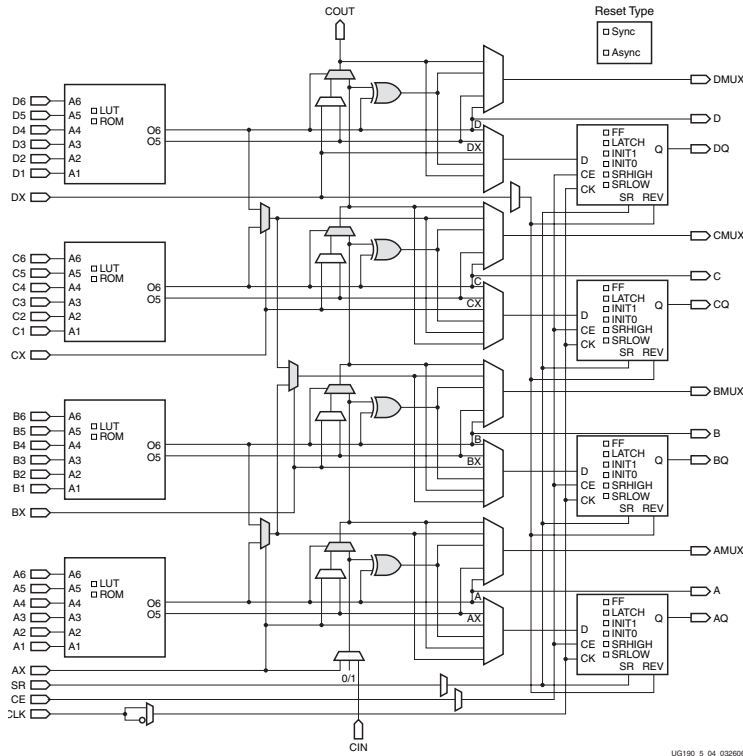 COUT
Reset Type
Sync
Async
D6 A6
D5 A5
D4 A4
D3 A3
D2 A2
D1 A1
LUT
ROM
O6
O5
DX
D
DX
DMUX
D
DQ
FF
LATCH
INIT1
INIT0
SRHIGH
SRLOW
D
CE
CK
Q
SR REV
C6 A6
C5 A5
C4 A4
C3 A3
C2 A2
C1 A1
LUT
ROM
O6
O5
CX
C
CX
CMUX
C
CQ
FF
LATCH
INIT1
INIT0
SRHIGH
SRLOW
D
CE
CK
Q
SR REV
B6 A6
B5 A5
B4 A4
B3 A3
B2 A2
B1 A1
LUT
ROM
O6
O5
BX
B
BX
BMUX
B
BQ
FF
LATCH
INIT1
INIT0
SRHIGH
SRLOW
D
CE
CK
Q
SR REV
A6 A6
A5 A5
A4 A4
A3 A3
A2 A2
A1 A1
LUT
ROM
O6
O5
AX
A
AX
AMUX
A
AQ
FF
LATCH
INIT1
INIT0
SRHIGH
SRLOW
D
CE
CK
Q
SR REV
0/1
SR
CE
CLK
CIN
UG190_5_04_032606